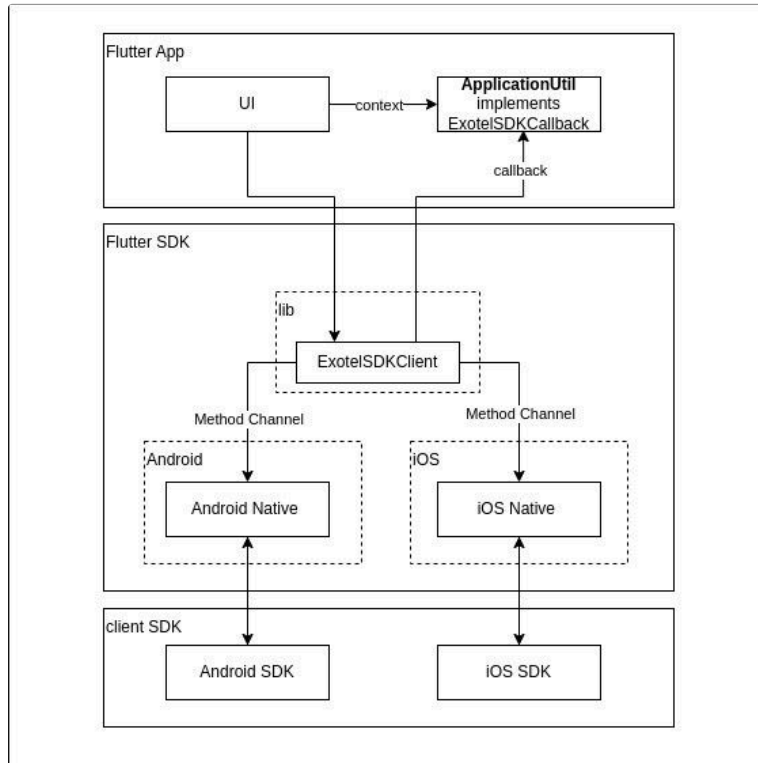 Flutter App
UI
context
ApplicationUtil
implements
ExotelSDKCallback
callback
Flutter SDK
lib
ExotelSDKClient
Method Channel
Method Channel
Android
iOS
Android Native
iOS Native
client SDK
Android SDK
iOS SDK